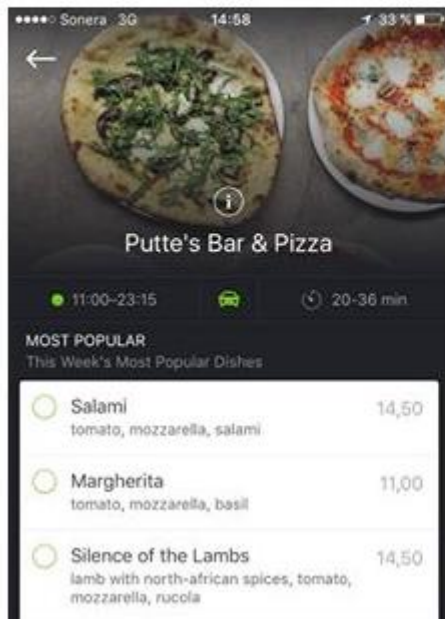 Sonera 3G 14:58 33 %
i
Putte's Bar & Pizza
11:00–23:15 20-36 min
MOST POPULAR
This Week's Most Popular Dishes
Salami 14,50
tomato, mozzarella, salami
Margherita 11,00
tomato, mozzarella, basil
Silence of the Lambs 14,50
lamb with north-african spices, tomato,
mozzarella, rucola